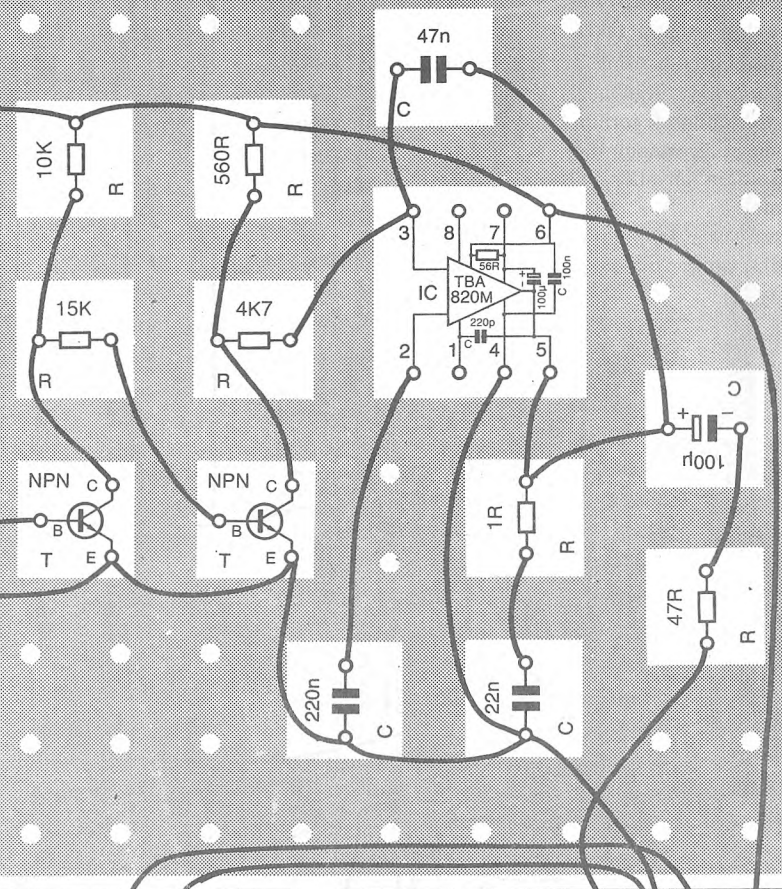 47n
C
10K
R
560R
R
3 8 7 6
56R
100n
C
+
-
100µ
IC
TBA
820M
220p
C
2 1 4 5
15K
R
4K7
R
C
+ −
100µ
NPN
C
B
T
E
NPN
C
B
T
E
1R
R
47R
R
220n
C
22n
C